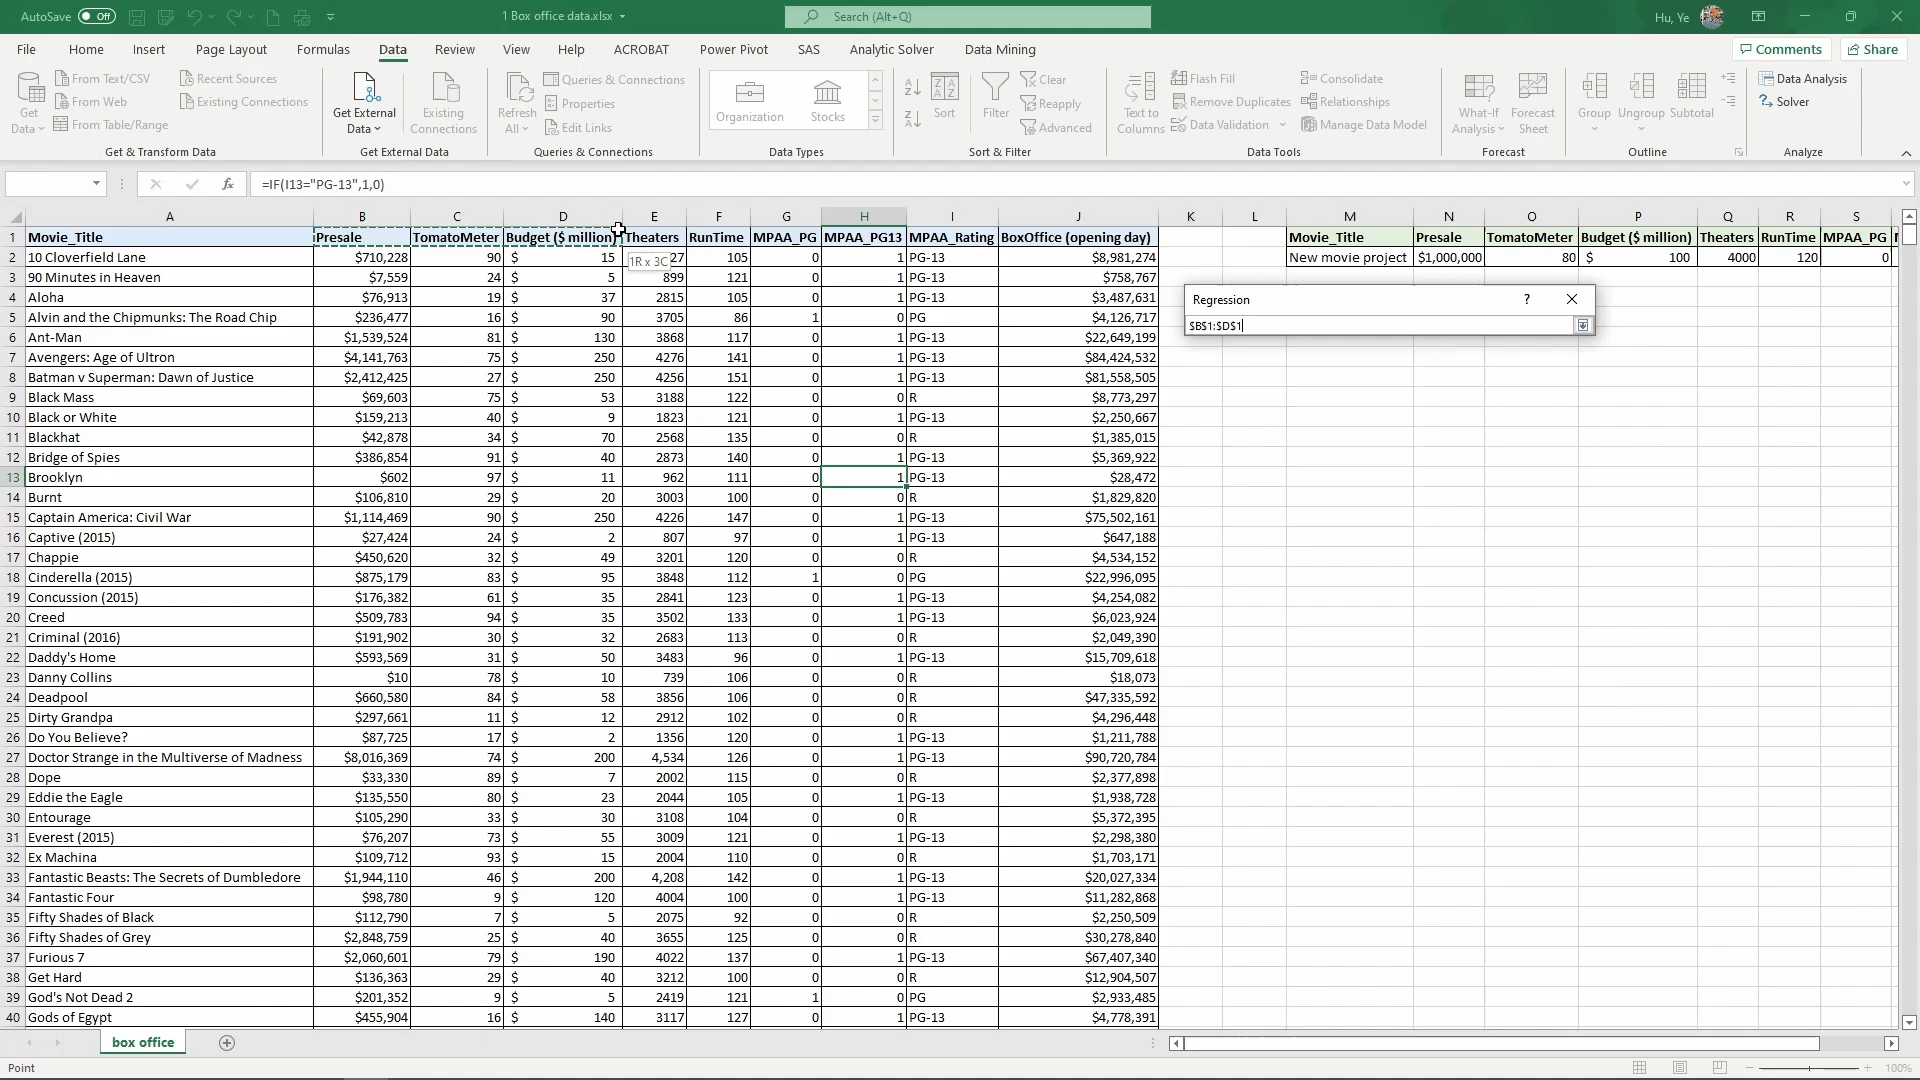 AutoSave Off 1 Box office data.xlsx Search (Alt+Q) Hu, Ye
File Home Insert Page Layout Formulas Data Review View Help ACROBAT Power Pivot SAS Analytic Solver Data Mining Comments Share
Get Data From Text/CSV From Web From Table/Range Recent Sources Existing Connections
Get External Data Existing Connections
Refresh All Queries & Connections Properties Edit Links
Organization Stocks
Sort Filter Clear Reapply Advanced
Text to Columns Flash Fill Remove Duplicates Data Validation Consolidate Relationships Manage Data Model
What-If Analysis Forecast Sheet
Group Ungroup Subtotal
Data Analysis Solver
Get & Transform Data Get External Data Queries & Connections Data Types Sort & Filter Data Tools Forecast Outline Analyze
fx =IF(I13="PG-13",1,0)
A B C D E F G H I J K L M N O P Q R S
1 Movie_Title Presale TomatoMeter Budget ($ million) Theaters RunTime MPAA_PG MPAA_PG13 MPAA_Rating BoxOffice (opening day) Movie_Title Presale TomatoMeter Budget ($ million) Theaters RunTime MPAA_PG
2 10 Cloverfield Lane $710,228 90 $ 15 1R x 3C 27 105 0 1 PG-13 $8,981,274 New movie project $1,000,000 80 $ 100 4000 120 0
3 90 Minutes in Heaven $7,559 24 $ 5 899 121 0 1 PG-13 $758,767
4 Aloha $76,913 19 $ 37 2815 105 0 1 PG-13 $3,487,631
Regression ?
$B$1:$D$1
5 Alvin and the Chipmunks: The Road Chip $236,477 16 $ 90 3705 86 1 0 PG $4,126,717
6 Ant-Man $1,539,524 81 $ 130 3868 117 0 1 PG-13 $22,649,199
7 Avengers: Age of Ultron $4,141,763 75 $ 250 4276 141 0 1 PG-13 $84,424,532
8 Batman v Superman: Dawn of Justice $2,412,425 27 $ 250 4256 151 0 1 PG-13 $81,558,505
9 Black Mass $69,603 75 $ 53 3188 122 0 0 R $8,773,297
10 Black or White $159,213 40 $ 9 1823 121 0 1 PG-13 $2,250,667
11 Blackhat $42,878 34 $ 70 2568 135 0 0 R $1,385,015
12 Bridge of Spies $386,854 91 $ 40 2873 140 0 1 PG-13 $5,369,922
13 Brooklyn $602 97 $ 11 962 111 0 1 PG-13 $28,472
14 Burnt $106,810 29 $ 20 3003 100 0 0 R $1,829,820
15 Captain America: Civil War $1,114,469 90 $ 250 4226 147 0 1 PG-13 $75,502,161
16 Captive (2015) $27,424 24 $ 2 807 97 0 1 PG-13 $647,188
17 Chappie $450,620 32 $ 49 3201 120 0 0 R $4,534,152
18 Cinderella (2015) $875,179 83 $ 95 3848 112 1 0 PG $22,996,095
19 Concussion (2015) $176,382 61 $ 35 2841 123 0 1 PG-13 $4,254,082
20 Creed $509,783 94 $ 35 3502 133 0 1 PG-13 $6,023,924
21 Criminal (2016) $191,902 30 $ 32 2683 113 0 0 R $2,049,390
22 Daddy's Home $593,569 31 $ 50 3483 96 0 1 PG-13 $15,709,618
23 Danny Collins $10 78 $ 10 739 106 0 0 R $18,073
24 Deadpool $660,580 84 $ 58 3856 106 0 0 R $47,335,592
25 Dirty Grandpa $297,661 11 $ 12 2912 102 0 0 R $4,296,448
26 Do You Believe? $87,725 17 $ 2 1356 120 0 1 PG-13 $1,211,788
27 Doctor Strange in the Multiverse of Madness $8,016,369 74 $ 200 4,534 126 0 1 PG-13 $90,720,784
28 Dope $33,330 89 $ 7 2002 115 0 0 R $2,377,898
29 Eddie the Eagle $135,550 80 $ 23 2044 105 0 1 PG-13 $1,938,728
30 Entourage $105,290 33 $ 30 3108 104 0 0 R $5,372,395
31 Everest (2015) $76,207 73 $ 55 3009 121 0 1 PG-13 $2,298,380
32 Ex Machina $109,712 93 $ 15 2004 110 0 0 R $1,703,171
33 Fantastic Beasts: The Secrets of Dumbledore $1,944,110 46 $ 200 4,208 142 0 1 PG-13 $20,027,334
34 Fantastic Four $98,780 9 $ 120 4004 100 0 1 PG-13 $11,282,868
35 Fifty Shades of Black $112,790 7 $ 5 2075 92 0 0 R $2,250,509
36 Fifty Shades of Grey $2,848,759 25 $ 40 3655 125 0 0 R $30,278,840
37 Furious 7 $2,060,601 79 $ 190 4022 137 0 1 PG-13 $67,407,340
38 Get Hard $136,363 29 $ 40 3212 100 0 0 R $12,904,507
39 God's Not Dead 2 $201,352 9 $ 5 2419 121 1 0 PG $2,933,485
40 Gods of Egypt $455,904 16 $ 140 3117 127 0 1 PG-13 $4,778,391
box office
Point 100%